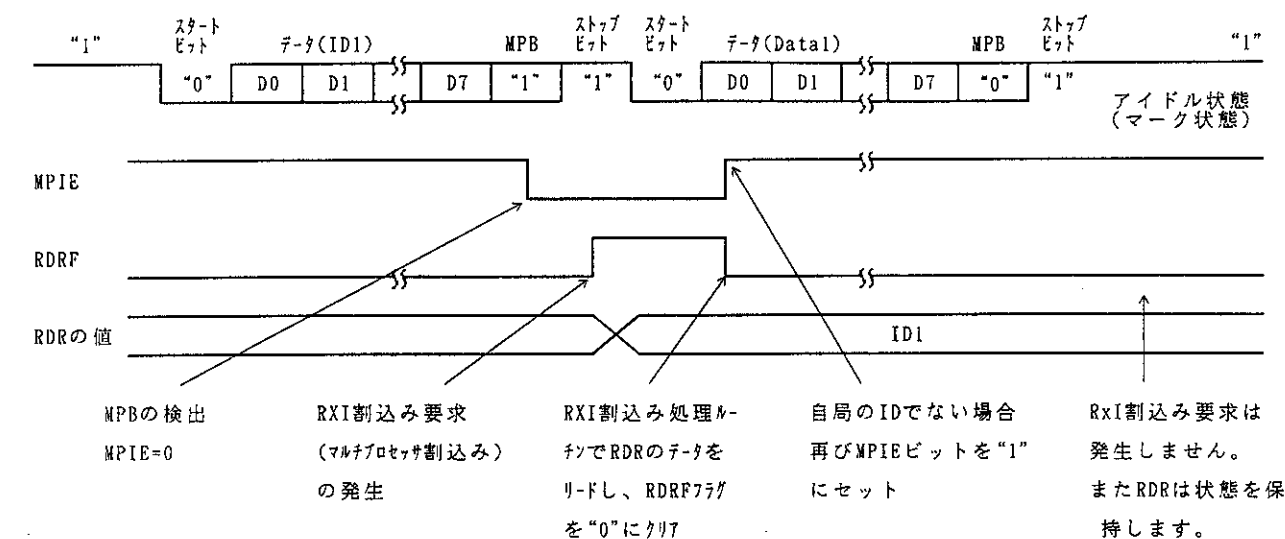 “1” スタートビット データ(ID1) MPB ストップビット スタートビット データ(Data1) MPB ストップビット “1”
“0” D0 D1 D7 “1” “1” “0” D0 D1 D7 “0” “1”
アイドル状態
(マーク状態)
MPIE
RDRF
RDRの値
ID1
MPBの検出
MPIE=0
RXI割込み要求
(マルチプロセッサ割込み)
の発生
RXI割込み処理ルー
チンでRDRのデータを
リードし、RDRFフラグ
を“0”にクリア
自局のIDでない場合
再びMPIEビットを“1”
にセット
RxI割込み要求は
発生しません。
またRDRは状態を保
持します。